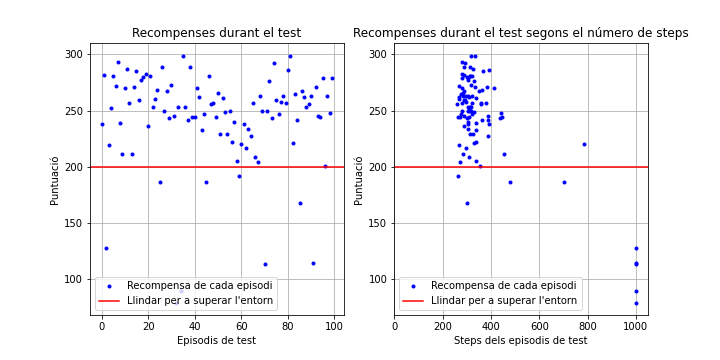 Recompenses durant el test
Puntuació
300
250
200
150
100
0
20
40
60
80
100
Episodis de test
Recompensa de cada episodi
Llindar per a superar l'entorn
Recompenses durant el test segons el número de steps
Puntuació
300
250
200
150
100
0
200
400
600
800
1000
Steps dels episodis de test
Recompensa de cada episodi
Llindar per a superar l'entorn